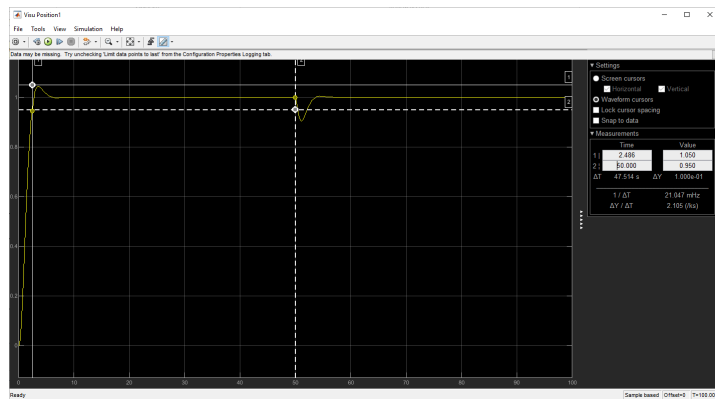 Visu Position1
File Tools View Simulation Help
Data may be missing. Try unchecking 'Limit data points to last' from the Configuration Properties Logging tab.
1
2
1
2
1
0.8
0.6
0.4
0.2
0
0 10 20 30 40 50 60 70 80 90 100
▼ Settings
Screen cursors
Horizontal Vertical
Waveform cursors
Lock cursor spacing
Snap to data
▼ Measurements
Time Value
1 | 2.486 1.050
2 ¦ 50.000 0.950
ΔT 47.514 s ΔY 1.000e-01
1 / ΔT 21.047 mHz
ΔY / ΔT 2.105 (/ks)
Ready
Sample based Offset=0 T=100.00